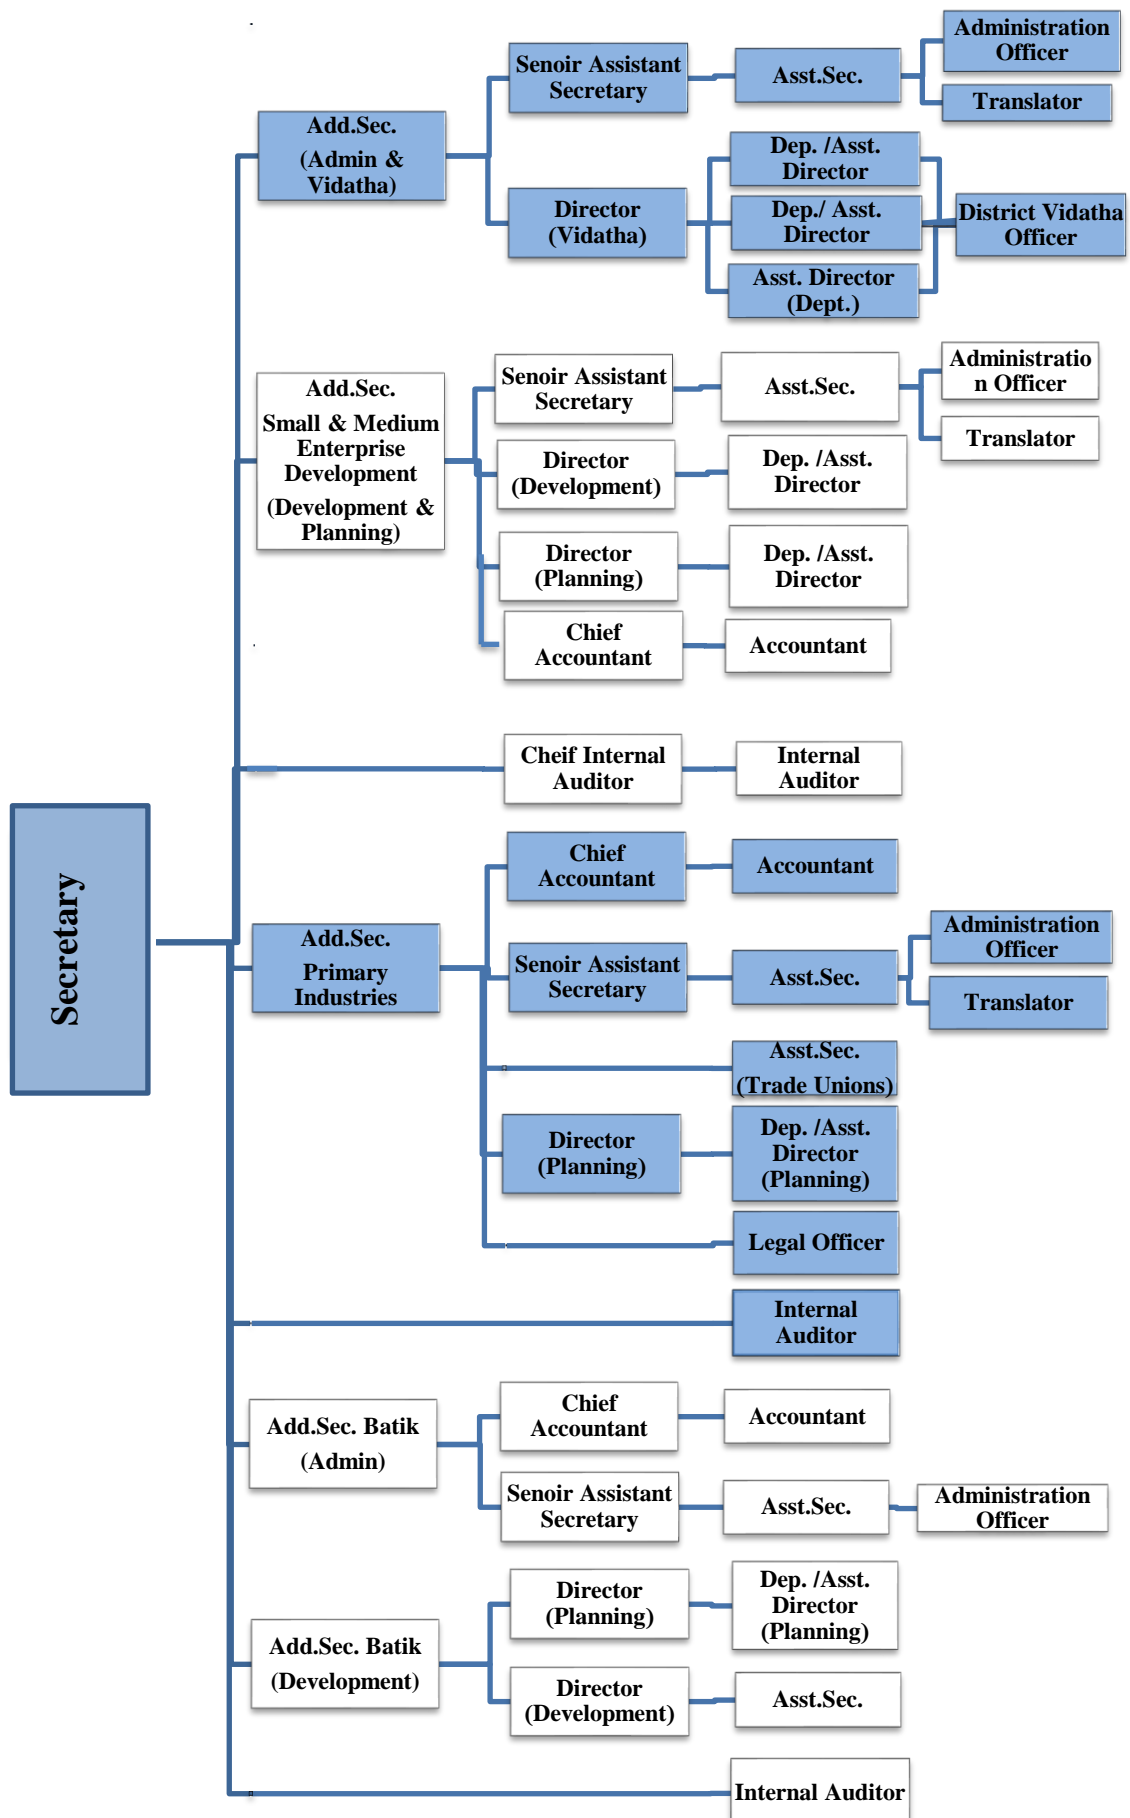 Secretary
Add.Sec.
(Admin &
Vidatha)
Senoir Assistant
Secretary
Asst.Sec.
Administration
Officer
Translator
Director
(Vidatha)
Dep. /Asst.
Director
Dep./ Asst.
Director
Asst. Director
(Dept.)
District Vidatha
Officer
Add.Sec.
Small & Medium
Enterprise
Development
(Development &
Planning)
Senoir Assistant
Secretary
Asst.Sec.
Administratio
n Officer
Translator
Director
(Development)
Dep. /Asst.
Director
Director
(Planning)
Dep. /Asst.
Director
Chief
Accountant
Accountant
Cheif Internal
Auditor
Internal
Auditor
Add.Sec.
Primary
Industries
Chief
Accountant
Accountant
Senoir Assistant
Secretary
Asst.Sec.
Administration
Officer
Translator
Asst.Sec.
(Trade Unions)
Director
(Planning)
Dep. /Asst.
Director
(Planning)
Legal Officer
Internal
Auditor
Add.Sec. Batik
(Admin)
Chief
Accountant
Accountant
Senoir Assistant
Secretary
Asst.Sec.
Administration
Officer
Add.Sec. Batik
(Development)
Director
(Planning)
Dep. /Asst.
Director
(Planning)
Director
(Development)
Asst.Sec.
Internal Auditor